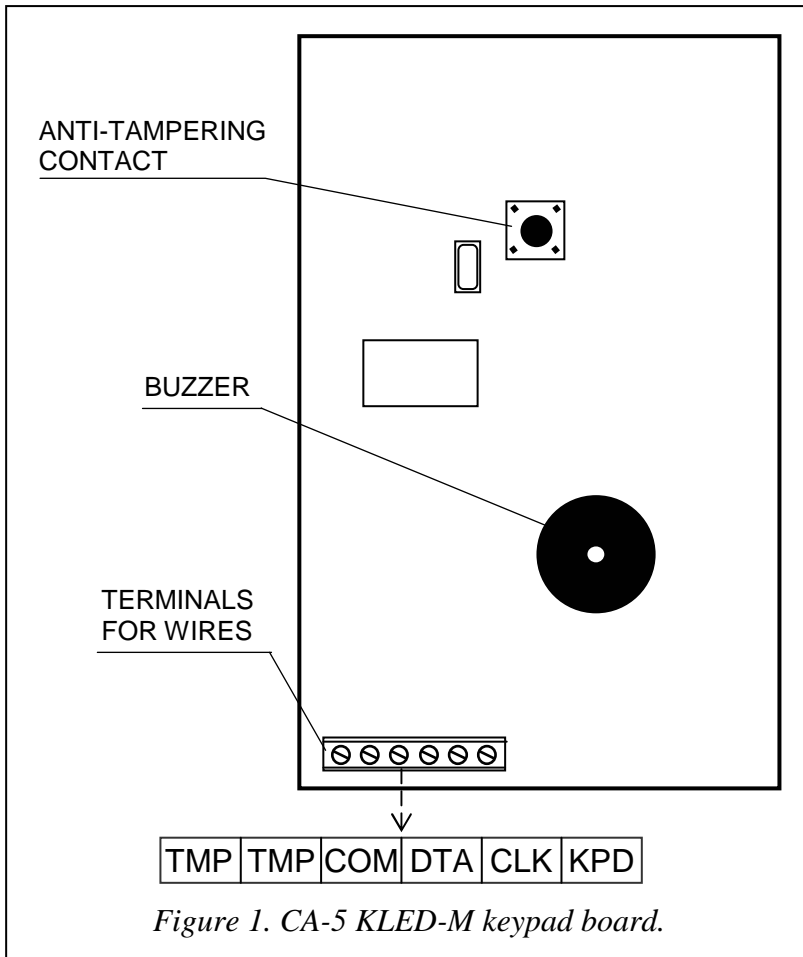 ANTI-TAMPERING
CONTACT
BUZZER
TERMINALS
FOR WIRES
TMP TMP COM DTA CLK KPD
Figure 1. CA-5 KLED-M keypad board.